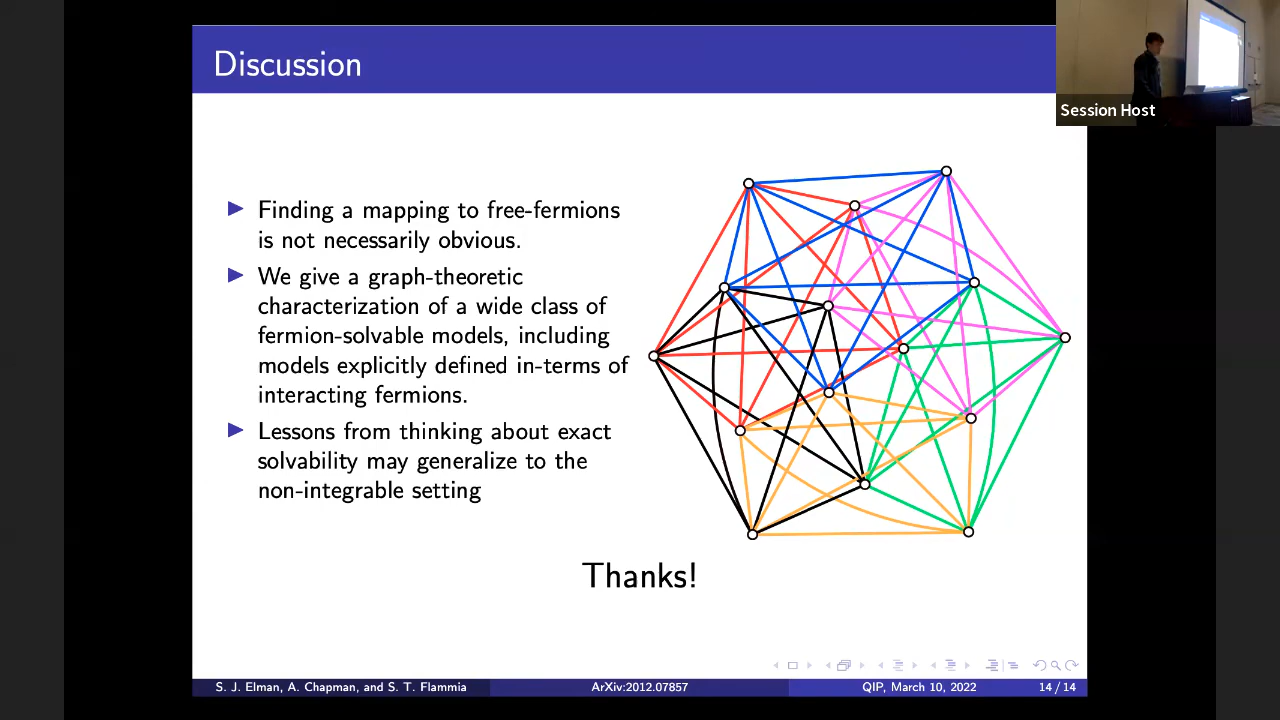 Discussion
Session Host
Finding a mapping to free-fermions
is not necessarily obvious.
We give a graph-theoretic
characterization of a wide class of
fermion-solvable models, including
models explicitly defined in-terms of
interacting fermions.
Lessons from thinking about exact
solvability may generalize to the
non-integrable setting
Thanks!
S. J. Elman, A. Chapman, and S. T. Flammia
ArXiv:2012.07857
QIP, March 10, 2022
14 / 14